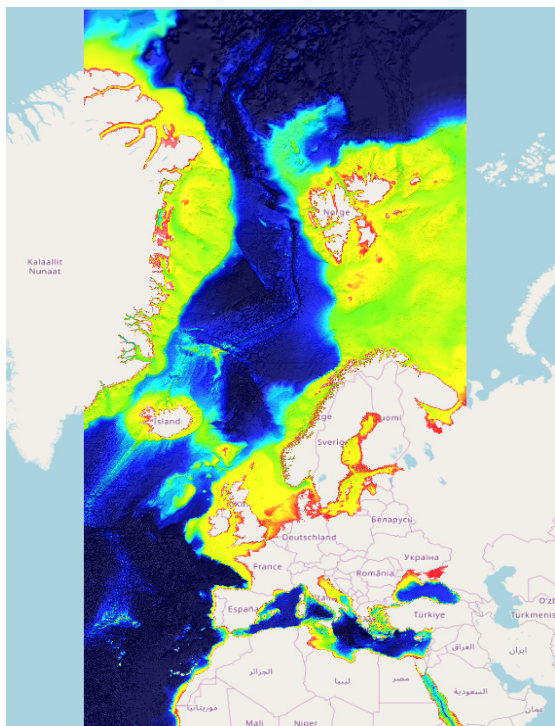 Norge
Kalaallit
Nunaat
Ísland
Sverige
Suomi
Беларусь
Deutschland
Україна
France
România
España
Türkiye
Türkmenis
العراق
ایران
الجزائر
ليبيا
مصر
السعودية
موريتانيا
عمان
Mali
Niger